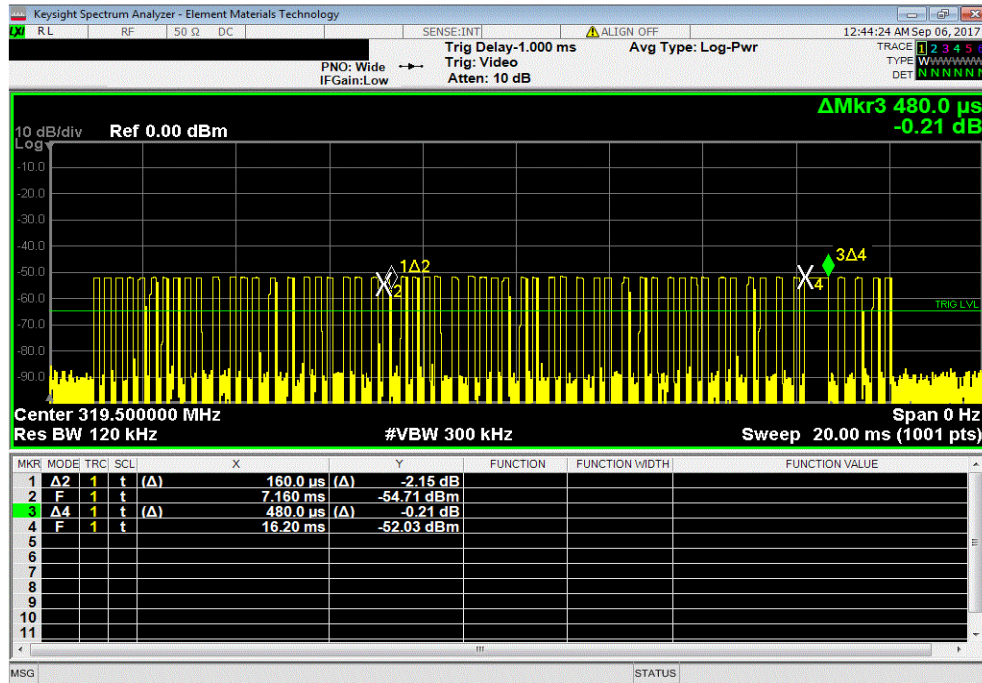 Keysight Spectrum Analyzer - Element Materials Technology
LXI RL RF 50 Ω DC SENSE:INT ALIGN OFF 12:44:24 AM Sep 06, 2017
Trig Delay-1.000 ms Avg Type: Log-Pwr TRACE 1 2 3 4 5 6
PNO: Wide Trig: Video TYPE WWWWWW
IFGain:Low Atten: 10 dB DET N N N N N N
ΔMkr3 480.0 µs
10 dB/div Ref 0.00 dBm -0.21 dB
Log
-10.0
-20.0
-30.0
-40.0
3Δ4
-50.0 1Δ2
2 4
-60.0
TRIG LVL
-70.0
-80.0
-90.0
Center 319.500000 MHz Span 0 Hz
Res BW 120 kHz #VBW 300 kHz Sweep 20.00 ms (1001 pts)
MKR MODE TRC SCL X Y FUNCTION FUNCTION WIDTH FUNCTION VALUE
1 Δ2 1 t (Δ) 160.0 µs (Δ) -2.15 dB
2 F 1 t 7.160 ms -54.71 dBm
3 Δ4 1 t (Δ) 480.0 µs (Δ) -0.21 dB
4 F 1 t 16.20 ms -52.03 dBm
5
6
7
8
9
10
11
MSG STATUS